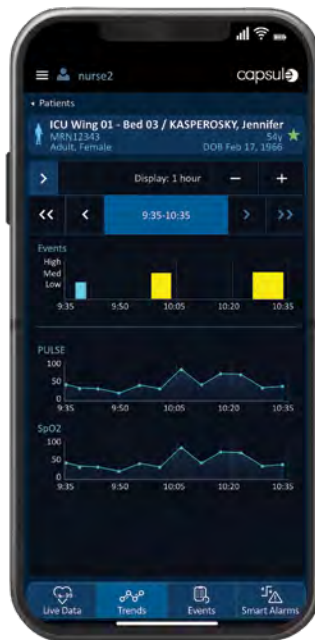 nurse2
capsule
Patients
ICU Wing 01 - Bed 03 / KASPEROSKY, Jennifer
MRN12343 54y
Adult, Female DOB Feb 17, 1966
> Display: 1 hour - +
<< < 9:35-10:35 > >>
Events
High
Med
Low
9:35 9:50 10:05 10:20 10:35
PULSE
100
50
0
9:35 9:50 10:05 10:20 10:35
SpO2
100
50
0
9:35 9:50 10:05 10:20 10:35
Live Data Trends Events Smart Alarms